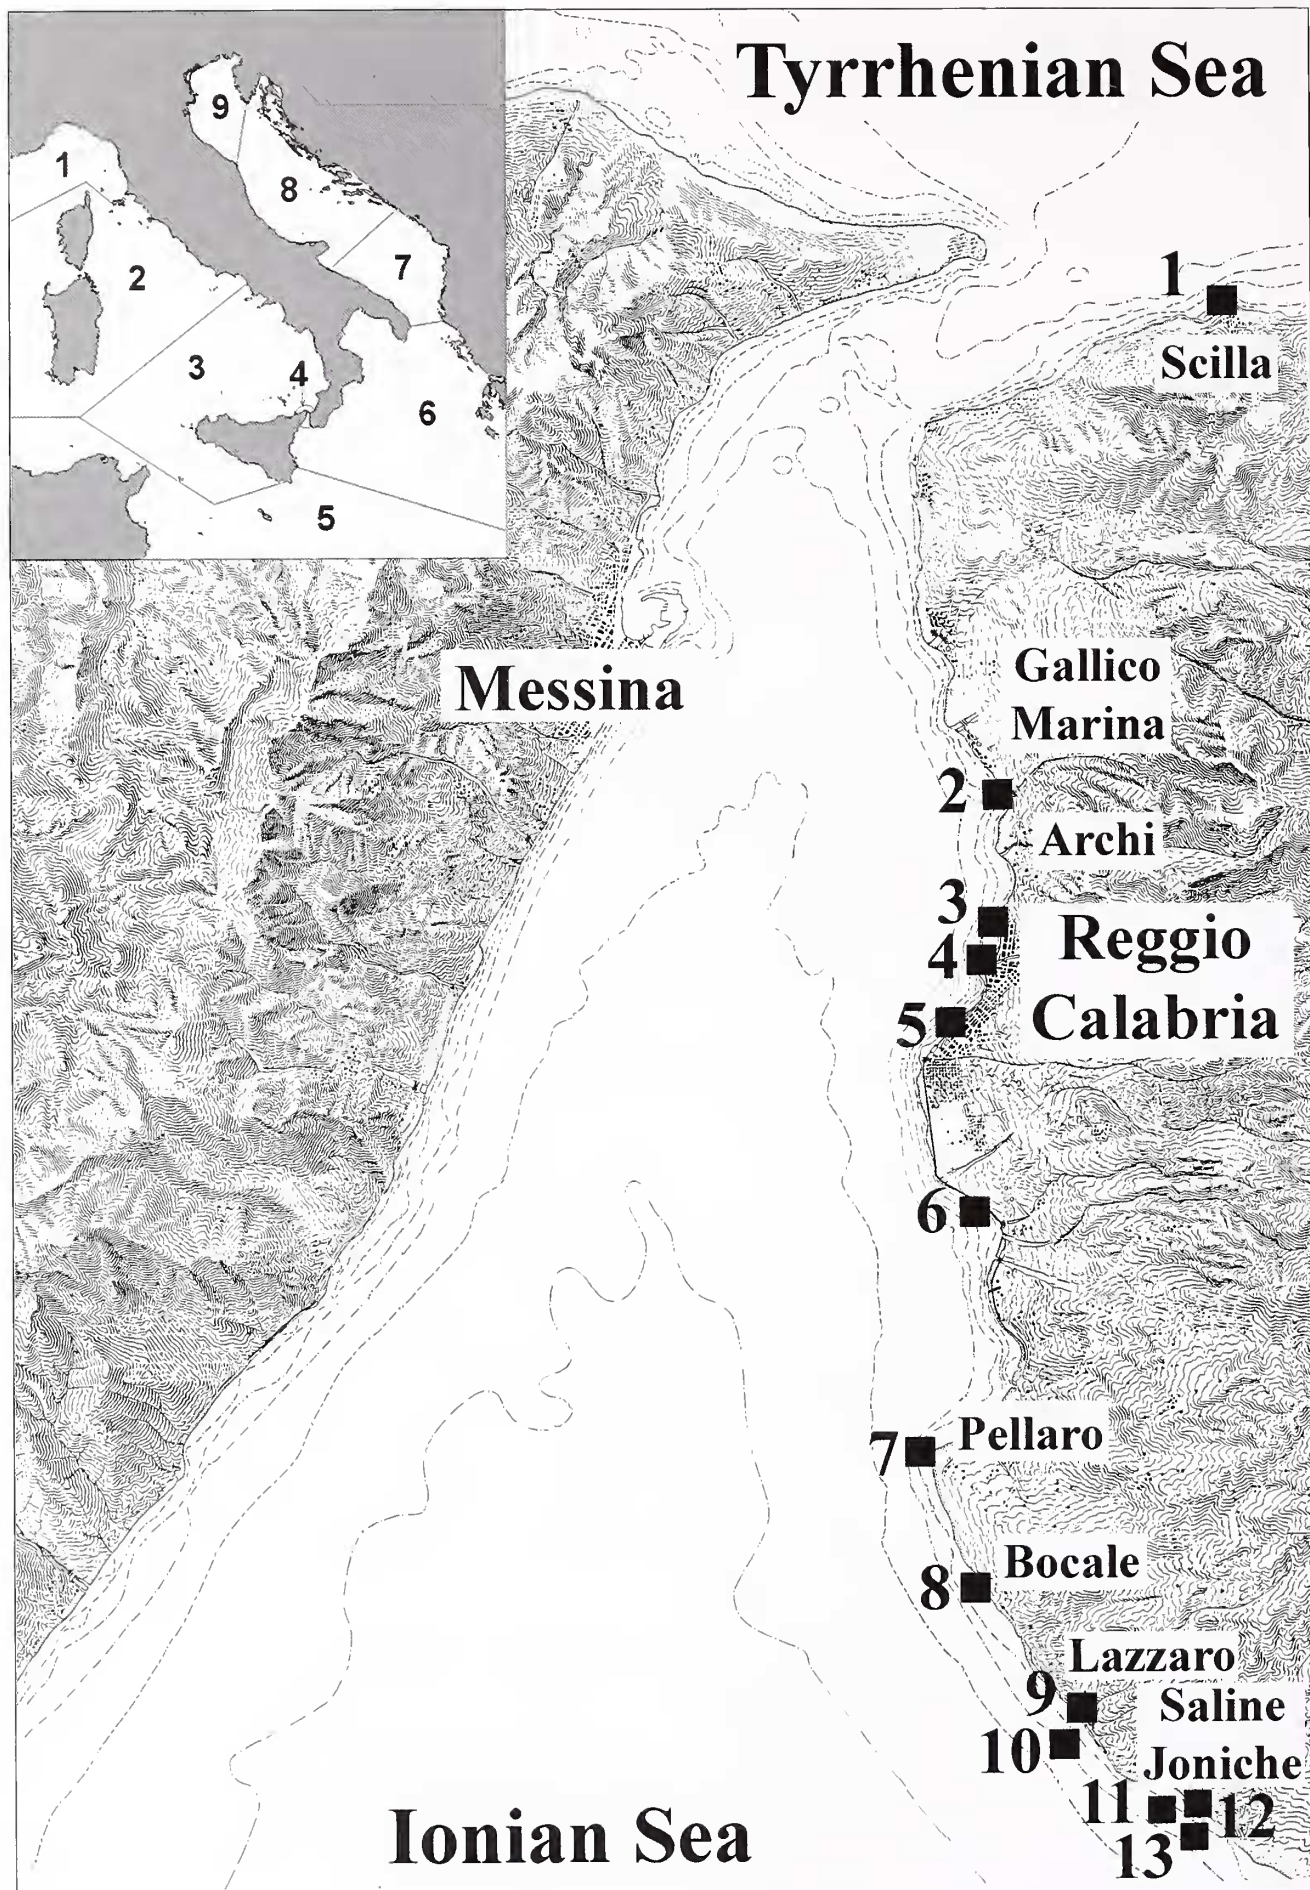 Tyrrhenian Sea
9
1
8
2
7
3
4
6
5
1
Scilla
Gallico
Marina
Messina
2
Archi
3
Reggio
4
5
Calabria
6
7
Pellaro
8
Bocale
Lazzaro
9
Saline
10
Joniche
11
12
13
Ionian Sea